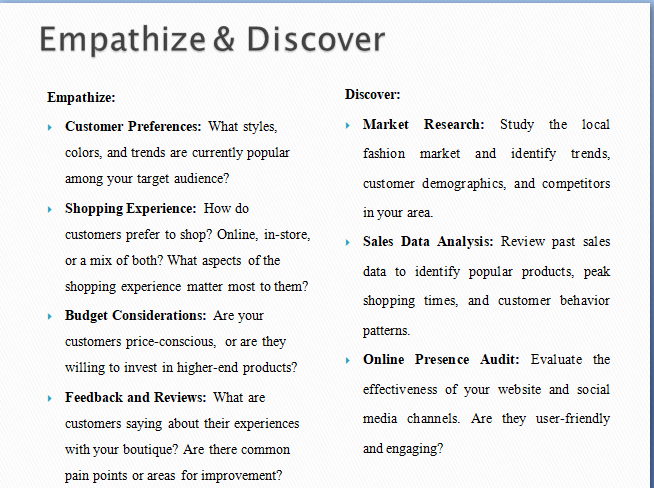 Empathize & Discover
Empathize:
Customer Preferences: What styles,
colors, and trends are currently popular
among your target audience?
Shopping Experience: How do
customers prefer to shop? Online, in-store,
or a mix of both? What aspects of the
shopping experience matter most to them?
Budget Considerations: Are your
customers price-conscious, or are they
willing to invest in higher-end products?
Feedback and Reviews: What are
customers saying about their experiences
with your boutique? Are there common
pain points or areas for improvement?
Discover:
Market Research: Study the local
fashion market and identify trends,
customer demographics, and competitors
in your area.
Sales Data Analysis: Review past sales
data to identify popular products, peak
shopping times, and customer behavior
patterns.
Online Presence Audit: Evaluate the
effectiveness of your website and social
media channels. Are they user-friendly
and engaging?